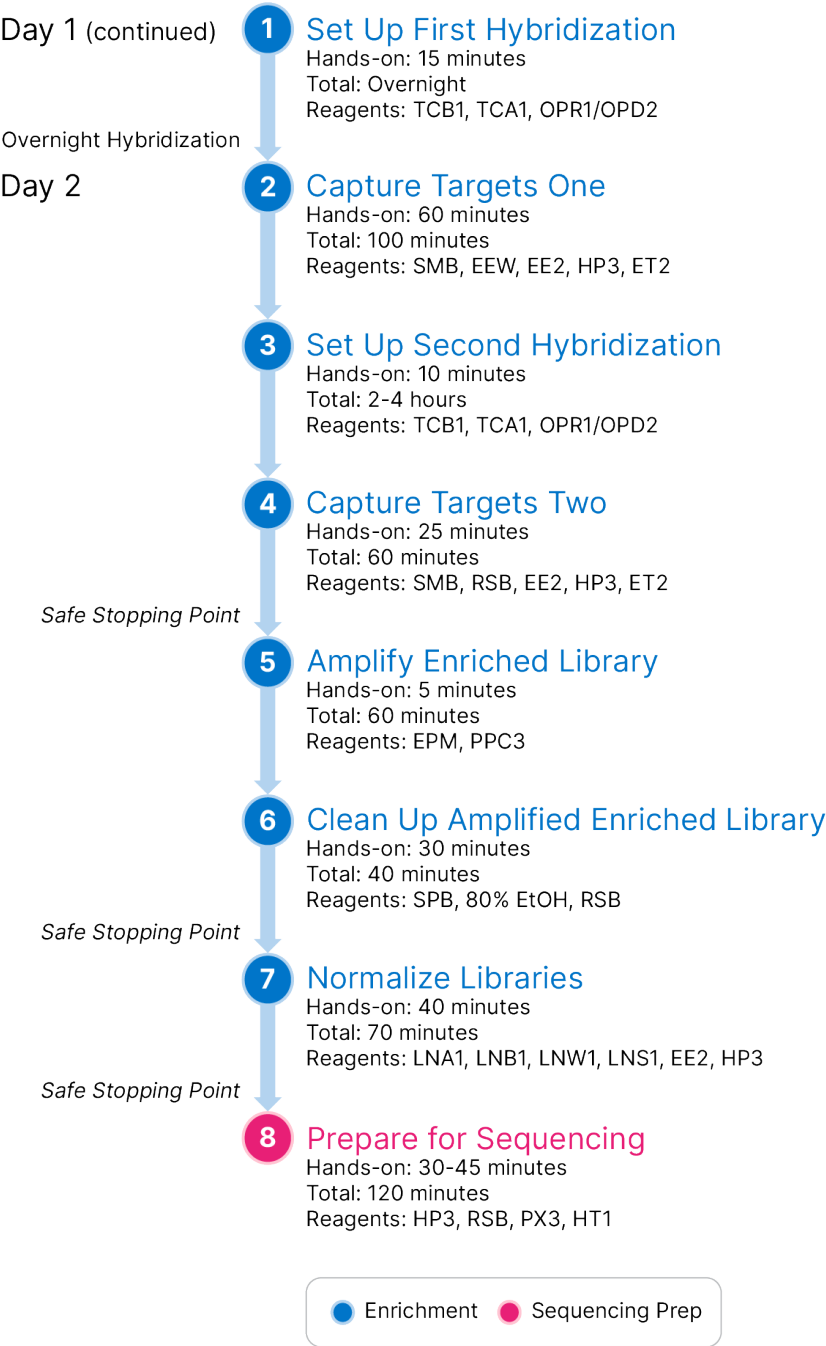 Day 1 (continued)
1
Set Up First Hybridization
Hands-on: 15 minutes
Total: Overnight
Reagents: TCB1, TCA1, OPR1/OPD2
Overnight Hybridization
Day 2
2
Capture Targets One
Hands-on: 60 minutes
Total: 100 minutes
Reagents: SMB, EEW, EE2, HP3, ET2
3
Set Up Second Hybridization
Hands-on: 10 minutes
Total: 2-4 hours
Reagents: TCB1, TCA1, OPR1/OPD2
4
Capture Targets Two
Hands-on: 25 minutes
Total: 60 minutes
Reagents: SMB, RSB, EE2, HP3, ET2
Safe Stopping Point
5
Amplify Enriched Library
Hands-on: 5 minutes
Total: 60 minutes
Reagents: EPM, PPC3
6
Clean Up Amplified Enriched Library
Hands-on: 30 minutes
Total: 40 minutes
Reagents: SPB, 80% EtOH, RSB
Safe Stopping Point
7
Normalize Libraries
Hands-on: 40 minutes
Total: 70 minutes
Reagents: LNA1, LNB1, LNW1, LNS1, EE2, HP3
Safe Stopping Point
8
Prepare for Sequencing
Hands-on: 30-45 minutes
Total: 120 minutes
Reagents: HP3, RSB, PX3, HT1
Enrichment
Sequencing Prep